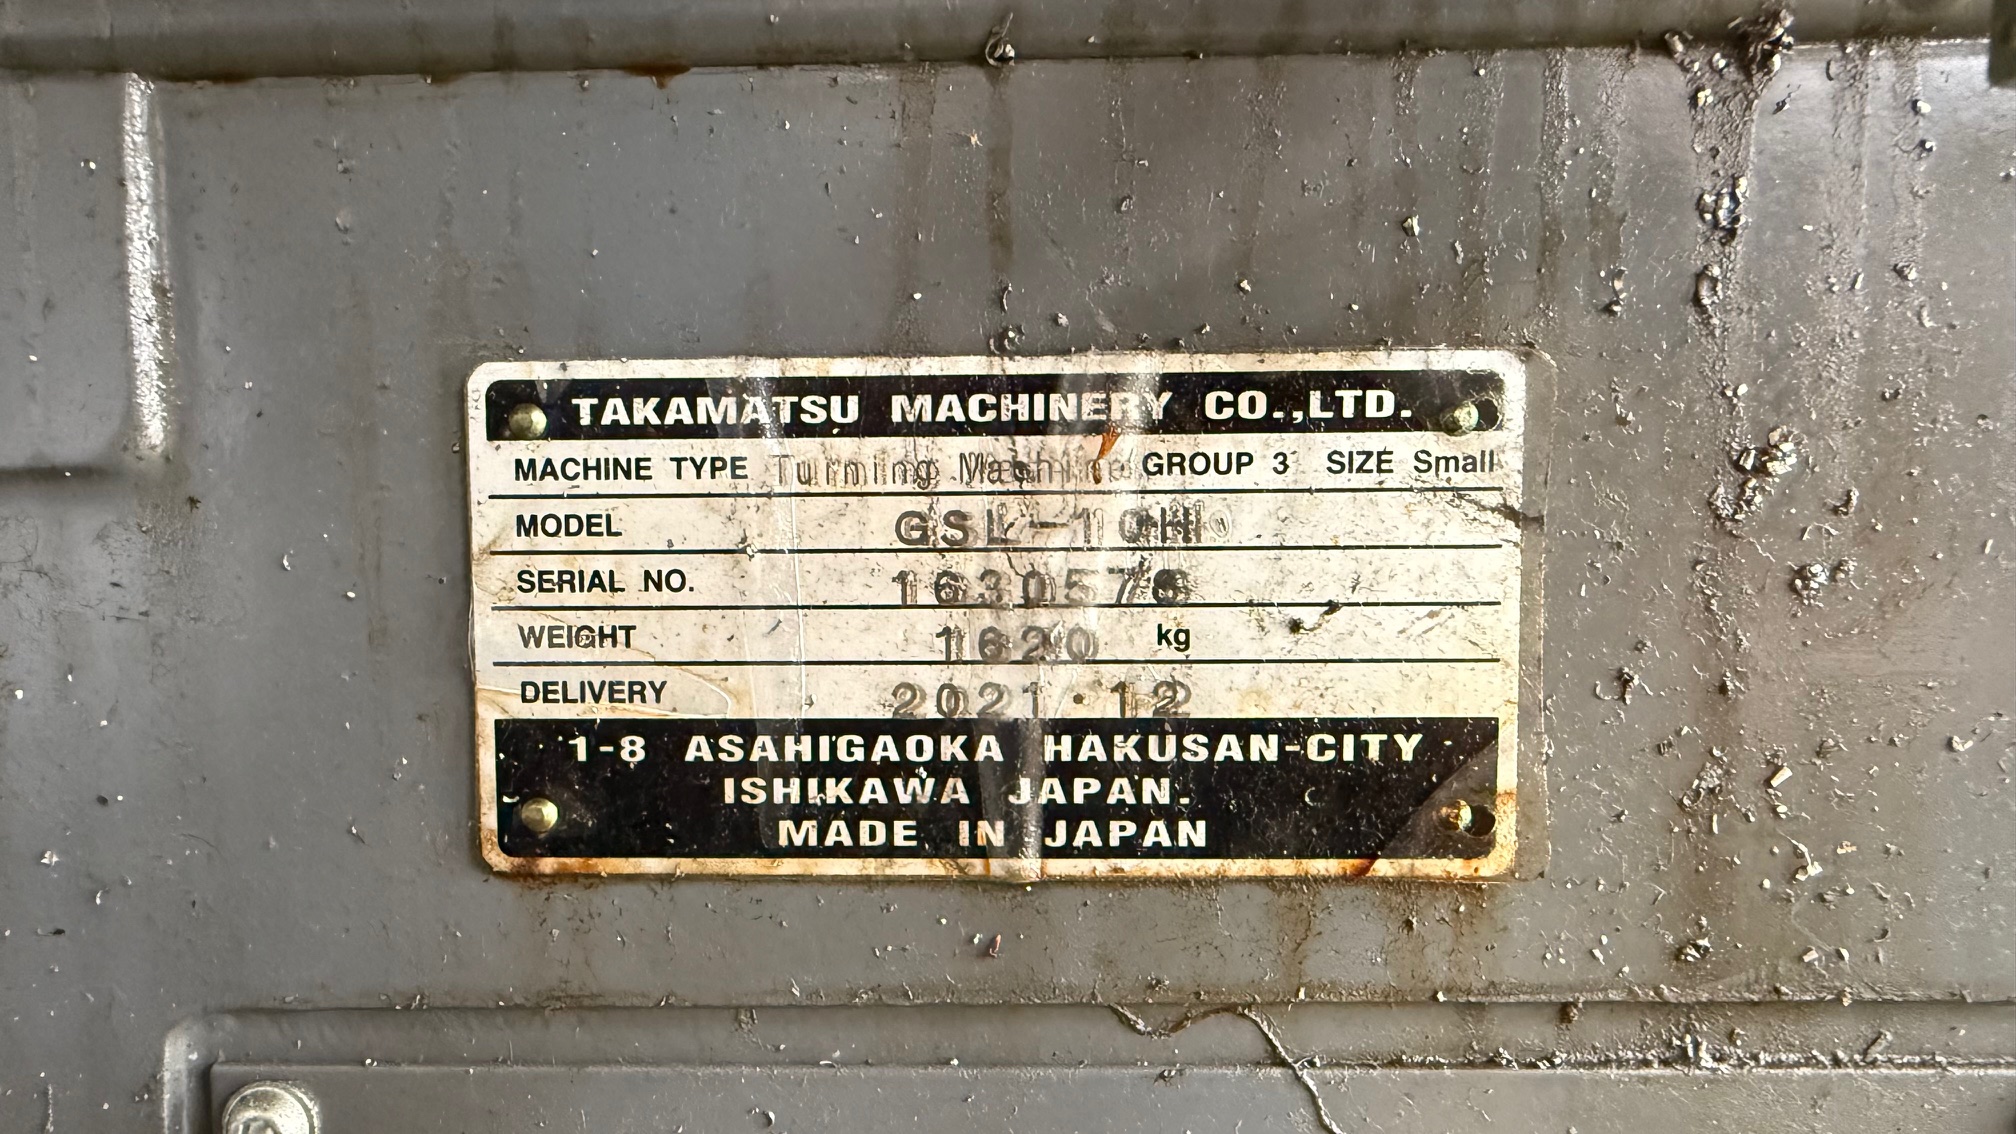 TAKAMATSU MACHINERY CO.,LTD.
MACHINE TYPE Turning Machine GROUP 3 SIZE Small
MODEL GSL-10H
SERIAL NO.
WEIGHT 1620 kg
DELIVERY 2021.12
1-8 ASAHIGAOKA HAKUSAN-CITY
ISHIKAWA JAPAN.
MADE IN JAPAN